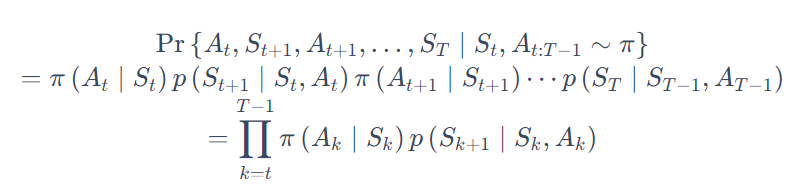 Pr {A_t, S_{t+1}, A_{t+1}, …, S_T | S_t, A_{t:T−1} ∼ π}
= π (A_t | S_t) p (S_{t+1} | S_t, A_t) π (A_{t+1} | S_{t+1}) ⋯ p (S_T | S_{T−1}, A_{T−1})
= ∏_{k=t}^{T−1} π (A_k | S_k) p (S_{k+1} | S_k, A_k)